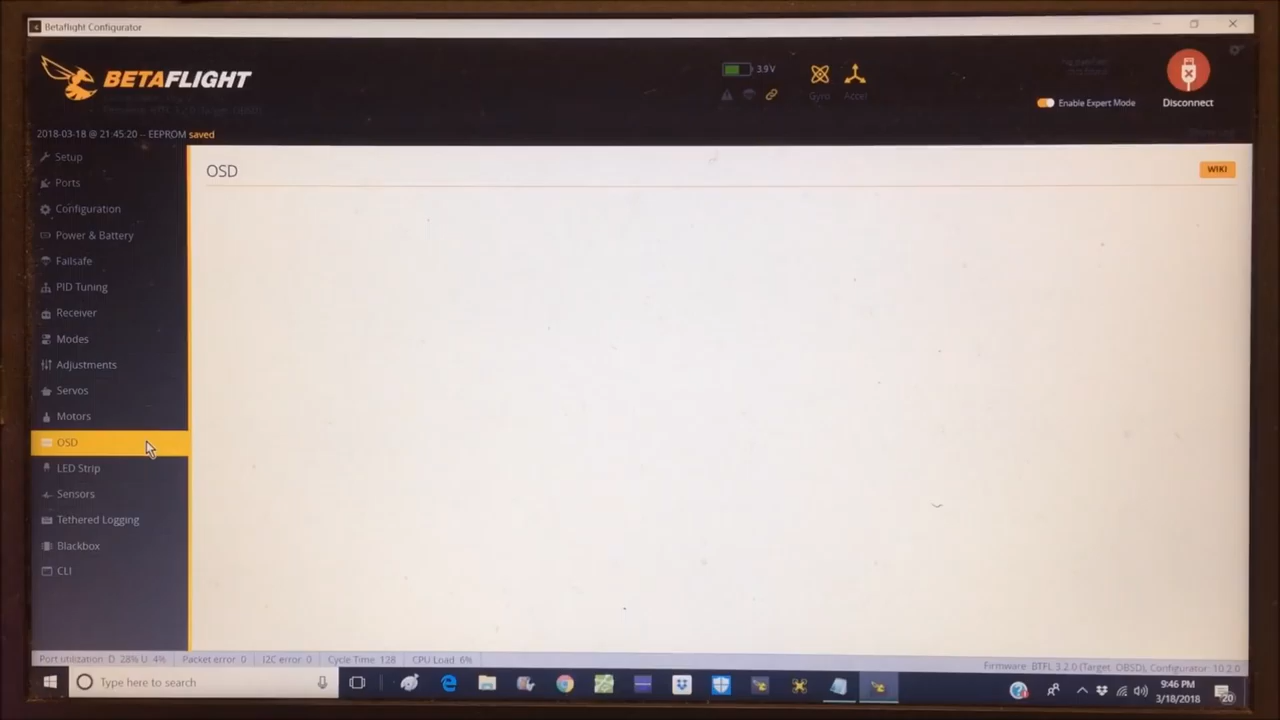 Betaflight Configurator
BETAFLIGHT
3.9 V
Gyro
Accel
Enable Expert Mode
Disconnect
2018-03-18 @ 21:45:20 -- EEPROM saved
Setup
Ports
Configuration
Power & Battery
Failsafe
PID Tuning
Receiver
Modes
Adjustments
Servos
Motors
OSD
LED Strip
Sensors
Tethered Logging
Blackbox
CLI
OSD
WIKI
Port utilization: D: 28% U: 4%
Packet error: 0
I2C error: 0
Cycle Time: 128
CPU Load: 6%
Firmware: BTFL 3.2.0 (Target: OBSD), Configurator: 10.2.0
Type here to search
9:46 PM
3/18/2018
20